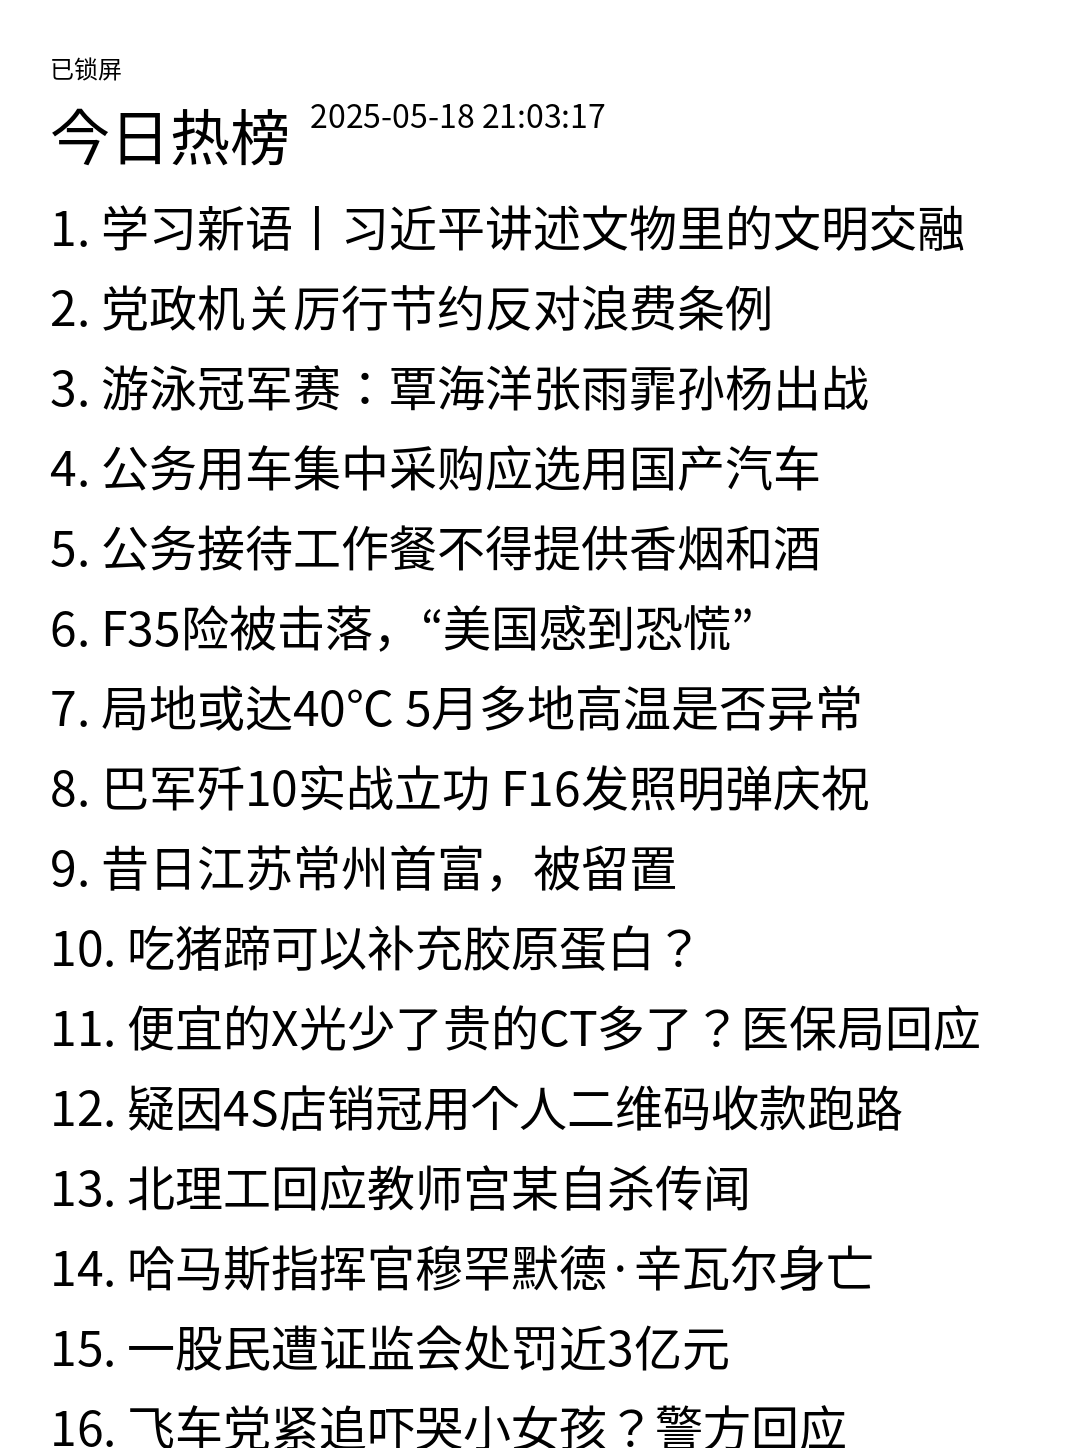 已锁屏
今日热榜 2025-05-18 21:03:17
1. 学习新语丨习近平讲述文物里的文明交融
2. 党政机关厉行节约反对浪费条例
3. 游泳冠军赛：覃海洋张雨霏孙杨出战
4. 公务用车集中采购应选用国产汽车
5. 公务接待工作餐不得提供香烟和酒
6. F35险被击落，“美国感到恐慌”
7. 局地或达40℃ 5月多地高温是否异常
8. 巴军歼10实战立功 F16发照明弹庆祝
9. 昔日江苏常州首富，被留置
10. 吃猪蹄可以补充胶原蛋白？
11. 便宜的X光少了贵的CT多了？医保局回应
12. 疑因4S店销冠用个人二维码收款跑路
13. 北理工回应教师宫某自杀传闻
14. 哈马斯指挥官穆罕默德·辛瓦尔身亡
15. 一股民遭证监会处罚近3亿元
16. 飞车党紧追吓哭小女孩？警方回应